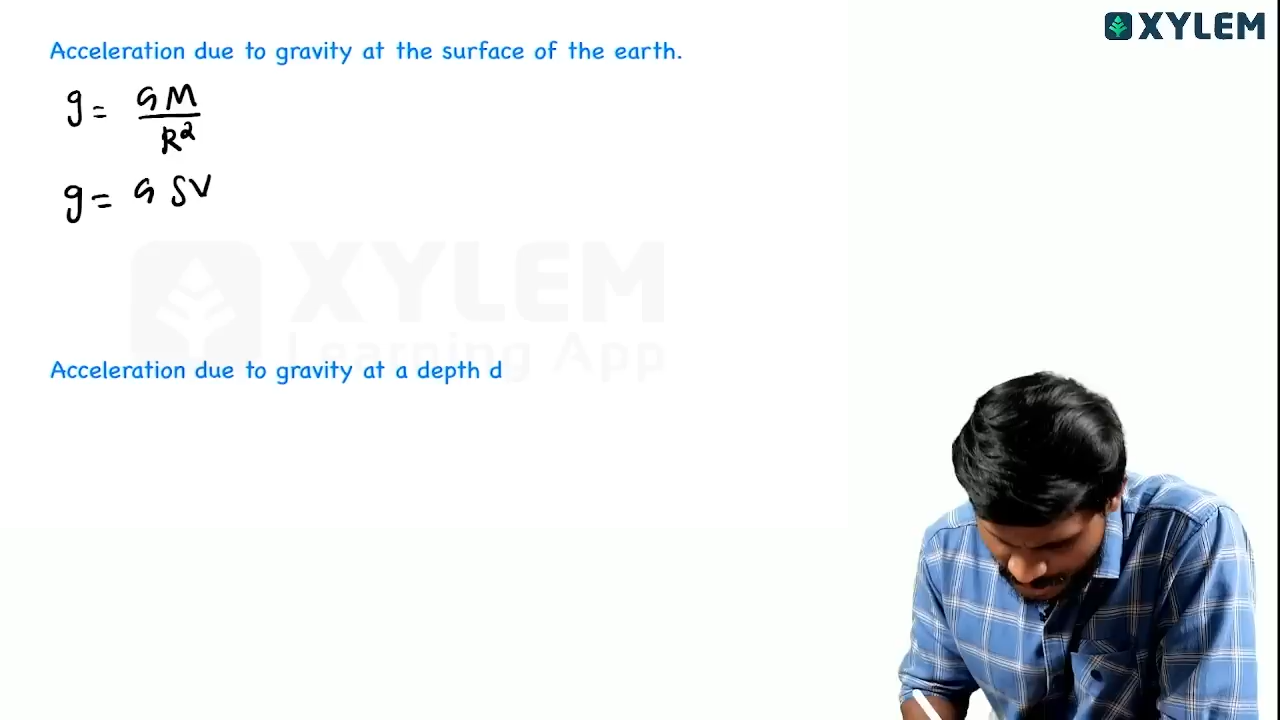 XYLEM
Acceleration due to gravity at the surface of the earth.
g = GM
R²
g = G SV
XYLEM
Learning App
Acceleration due to gravity at a depth d